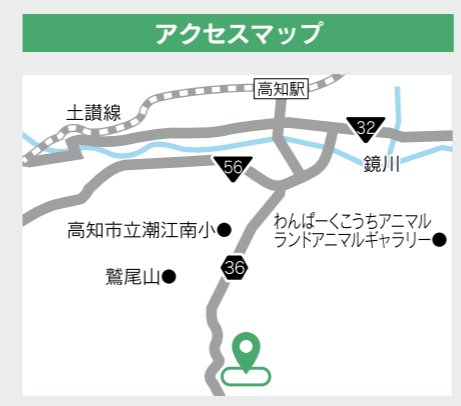 アクセスマップ
高知駅
土讃線
32
鏡川
56
高知市立潮江南小
わんぱーくこうちアニマル
ランドアニマルギャラリー
鷲尾山
36